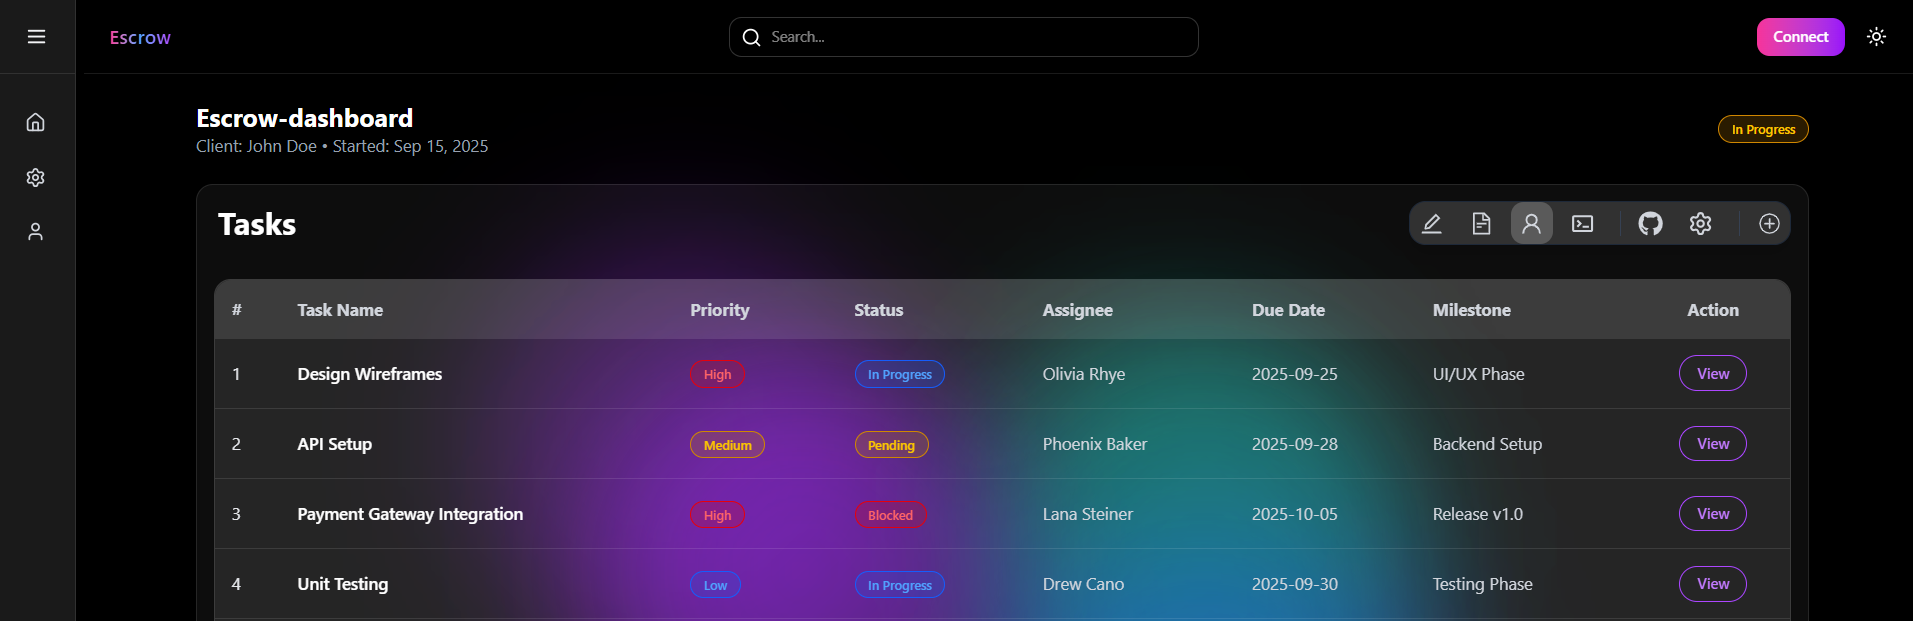 Escrow
Search...
Connect
Escrow-dashboard
In Progress
Client: John Doe • Started: Sep 15, 2025
Tasks
# Task Name Priority Status Assignee Due Date Milestone Action
1 Design Wireframes High In Progress Olivia Rhye 2025-09-25 UI/UX Phase View
2 API Setup Medium Pending Phoenix Baker 2025-09-28 Backend Setup View
3 Payment Gateway Integration High Blocked Lana Steiner 2025-10-05 Release v1.0 View
4 Unit Testing Low In Progress Drew Cano 2025-09-30 Testing Phase View